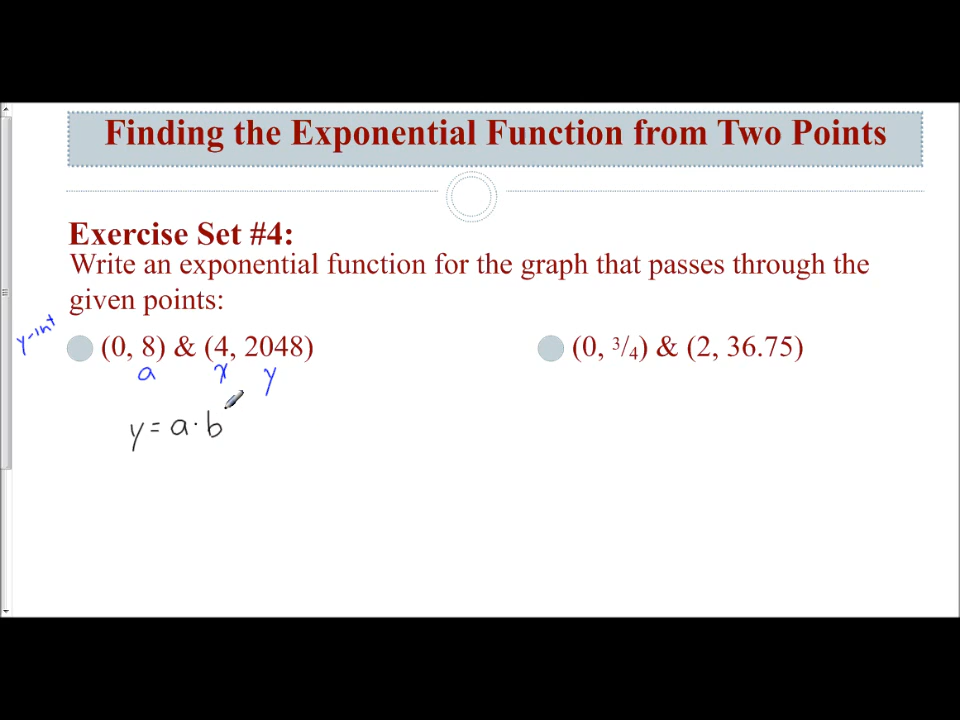 Finding the Exponential Function from Two Points
Exercise Set #4:
Write an exponential function for the graph that passes through the
given points:
y-int
(0, 8) & (4, 2048)
(0, 3/4) & (2, 36.75)
a x y
y = a · b